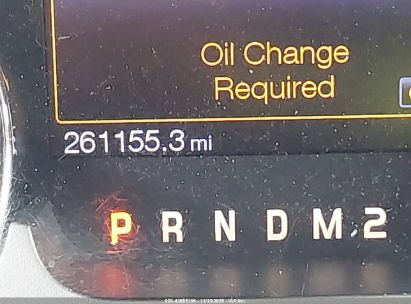 Oil Change
Required
261155.3 mi
P R N D M 2